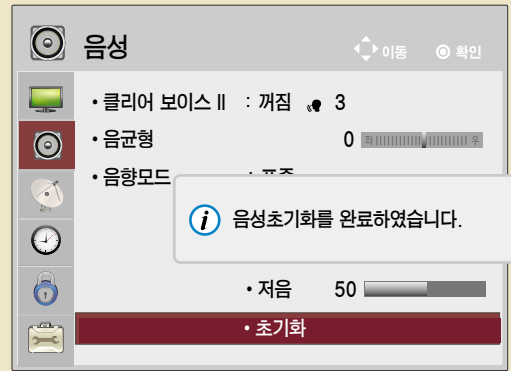 음성
이동 확인
• 클리어 보이스 II : 꺼짐 3
• 음균형 0 좌 우
• 음향모드 :
i 음성초기화를 완료하였습니다.
• 저음 50
• 초기화